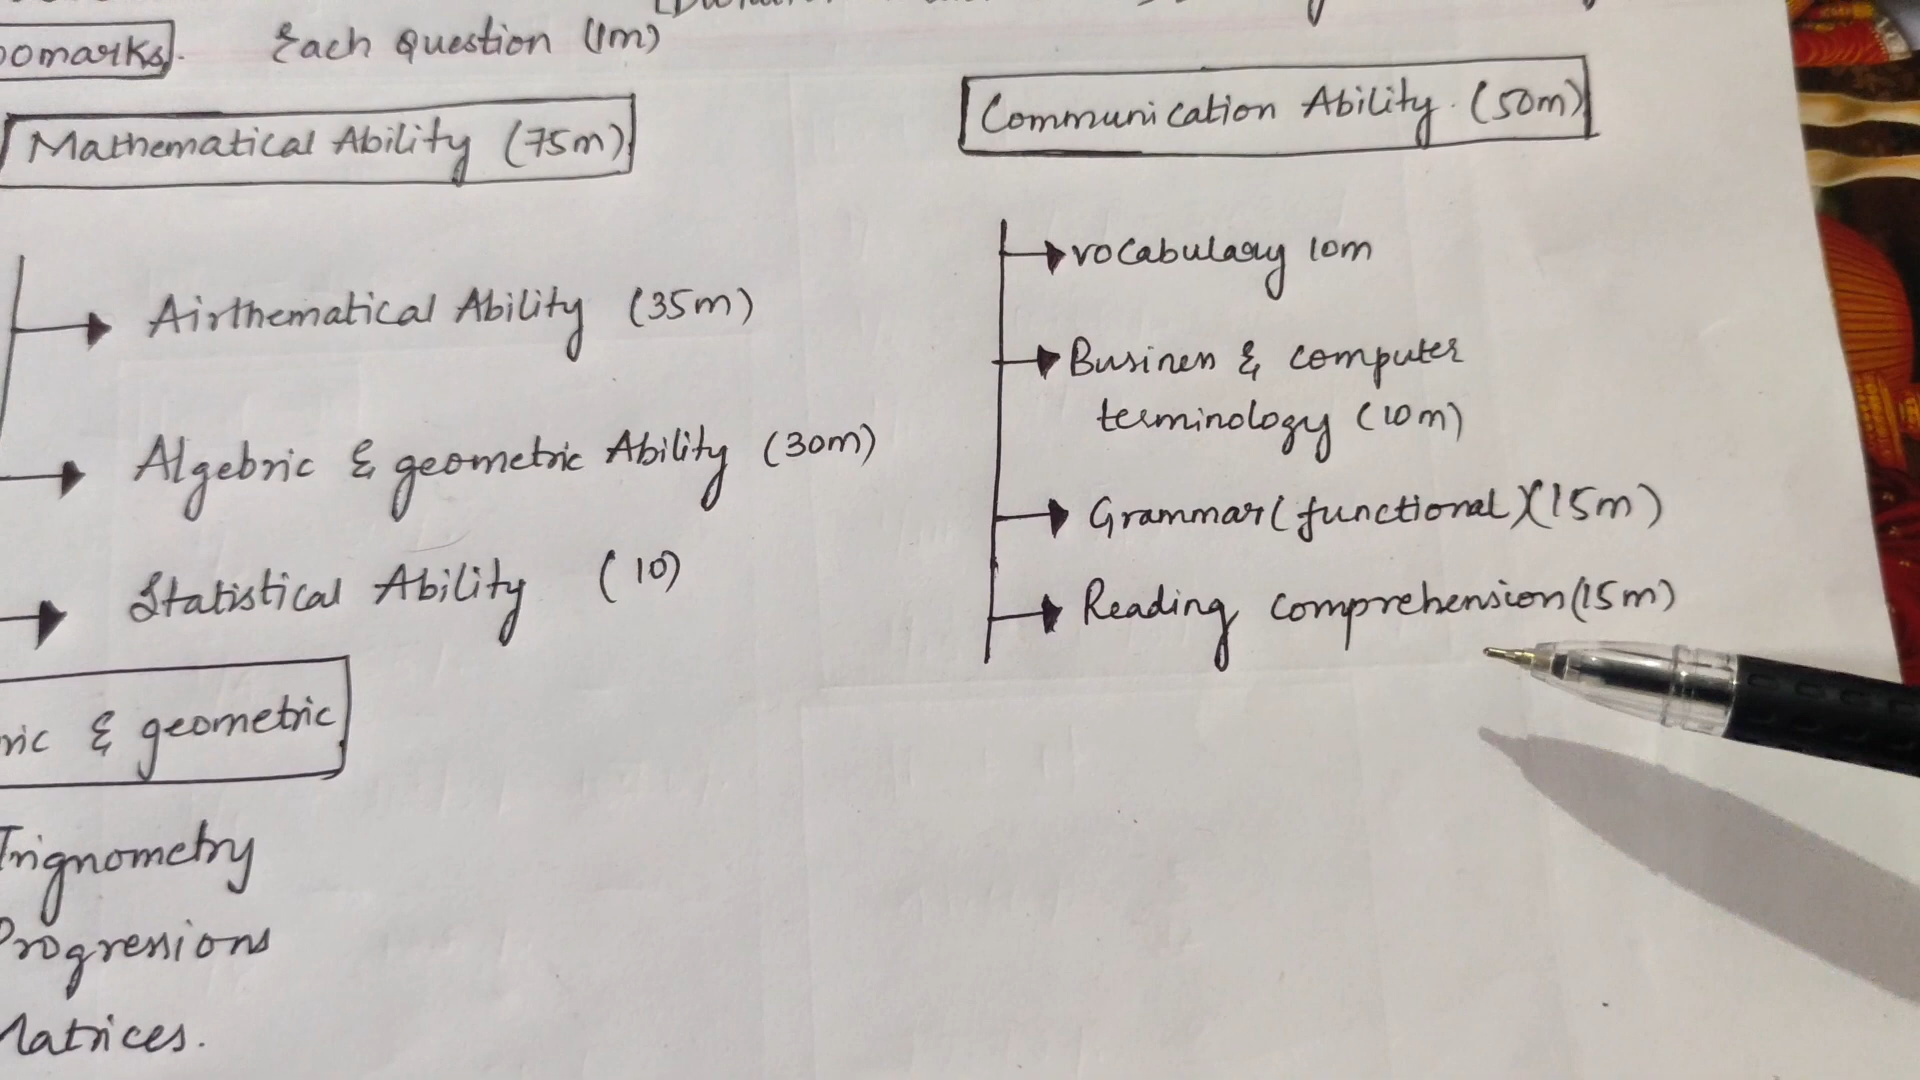 omarks. Each question (1m)
Mathematical Ability (75m)
Airthematical Ability (35m)
Algebric & geometric Ability (30m)
Statistical Ability (10)
ric & geometric
Trignometry
Progressions
Matrices.
Communication Ability. (50m)
vocabulary 10m
Business & computer
terminology (10m)
Grammar (functional) (15m)
Reading comprehension (15m)